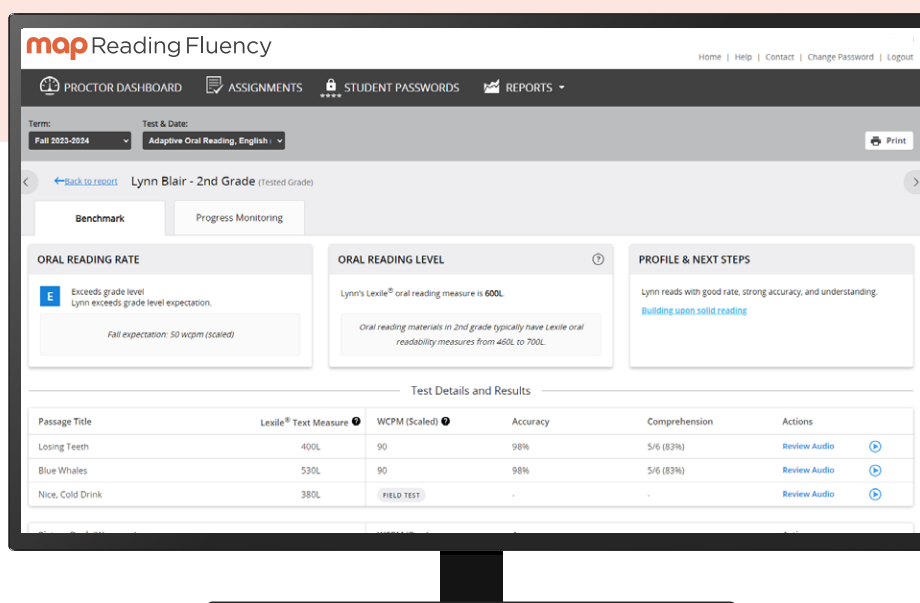 map Reading Fluency
Home | Help | Contact | Change Password | Logout
PROCTOR DASHBOARD ASSIGNMENTS STUDENT PASSWORDS REPORTS
Term: Test & Date:
Fall 2023-2024 Adaptive Oral Reading, English Print
Back to report Lynn Blair - 2nd Grade (Tested Grade)
Benchmark Progress Monitoring
ORAL READING RATE
E
Exceeds grade level
Lynn exceeds grade level expectation.
Fall expectation: 50 wcpm (scaled)
ORAL READING LEVEL ?
Lynn's Lexile® oral reading measure is 600L.
Oral reading materials in 2nd grade typically have Lexile oral
readability measures from 460L to 700L.
PROFILE & NEXT STEPS
Lynn reads with good rate, strong accuracy, and understanding.
Building upon solid reading
Test Details and Results
Passage Title Lexile® Text Measure ? WCPM (Scaled) ? Accuracy Comprehension Actions
Losing Teeth 400L 90 98% 5/6 (83%) Review Audio
Blue Whales 530L 90 98% 5/6 (83%) Review Audio
Nice, Cold Drink 380L FIELD TEST - - Review Audio